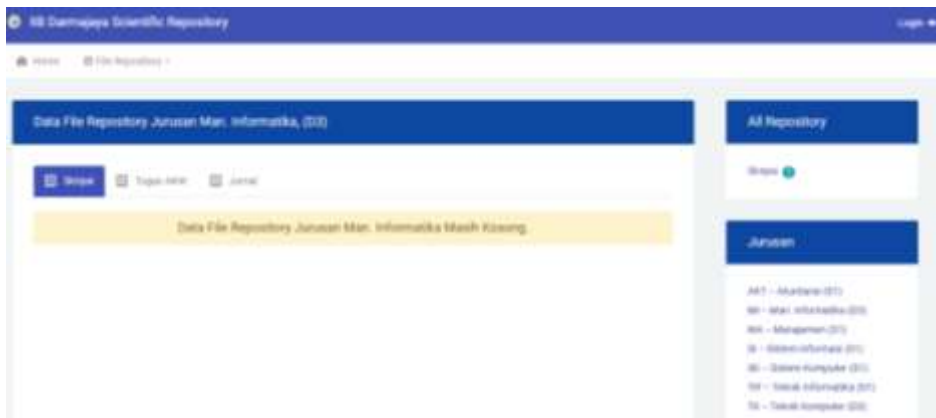 IIB Darmajaya Scientific Repository
Login
Home File Repository
Data File Repository Jurusan Man. Informatika, (D3)
Skripsi Tugas Akhir Jurnal
Data File Repository Jurusan Man. Informatika Masih Kosong.
All Repository
Skripsi
Jurusan
AKT - Akuntansi (S1)
MI - Man. Informatika (D3)
MA - Manajemen (S1)
SI - Sistem Informasi (S1)
SK - Sistem Komputer (S1)
TI - Teknik Informatika (S1)
TK - Teknik Komputer (D3)